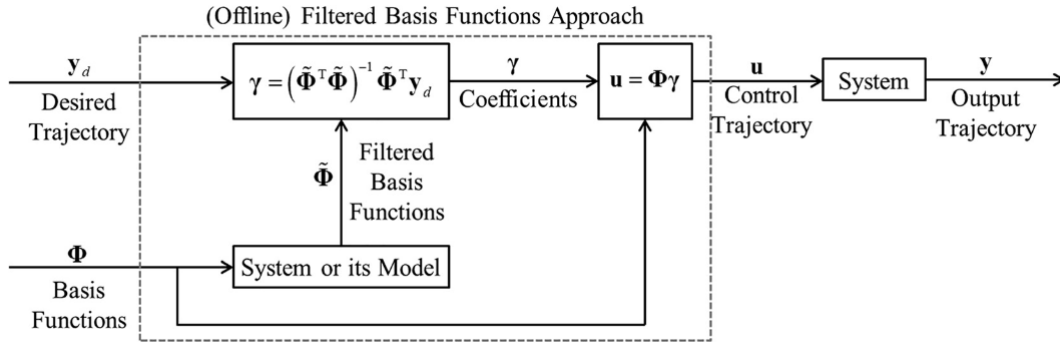 (Offline) Filtered Basis Functions Approach
y_d
Desired
Trajectory
γ = (Φ̃ᵀΦ̃)⁻¹ Φ̃ᵀy_d
γ
Coefficients
u = Φγ
u
Control
Trajectory
System
y
Output
Trajectory
Φ̃
Filtered
Basis
Functions
Φ
Basis
Functions
System or its Model